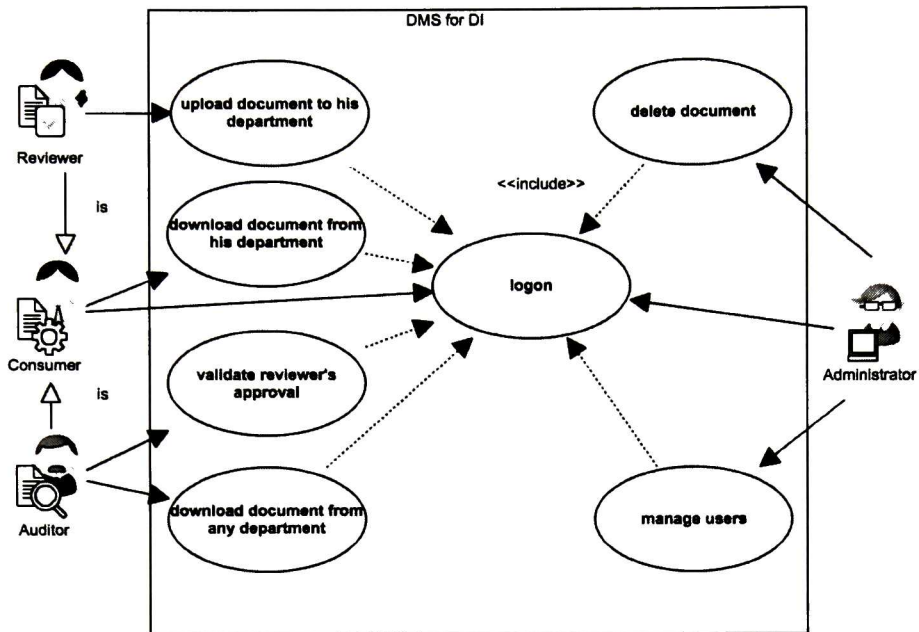 DMS for DI
upload document to his
department
delete document
Reviewer
<<include>>
is
download document from
his department
logon
Consumer
validate reviewer's
approval
Administrator
is
Auditor
download document from
any department
manage users